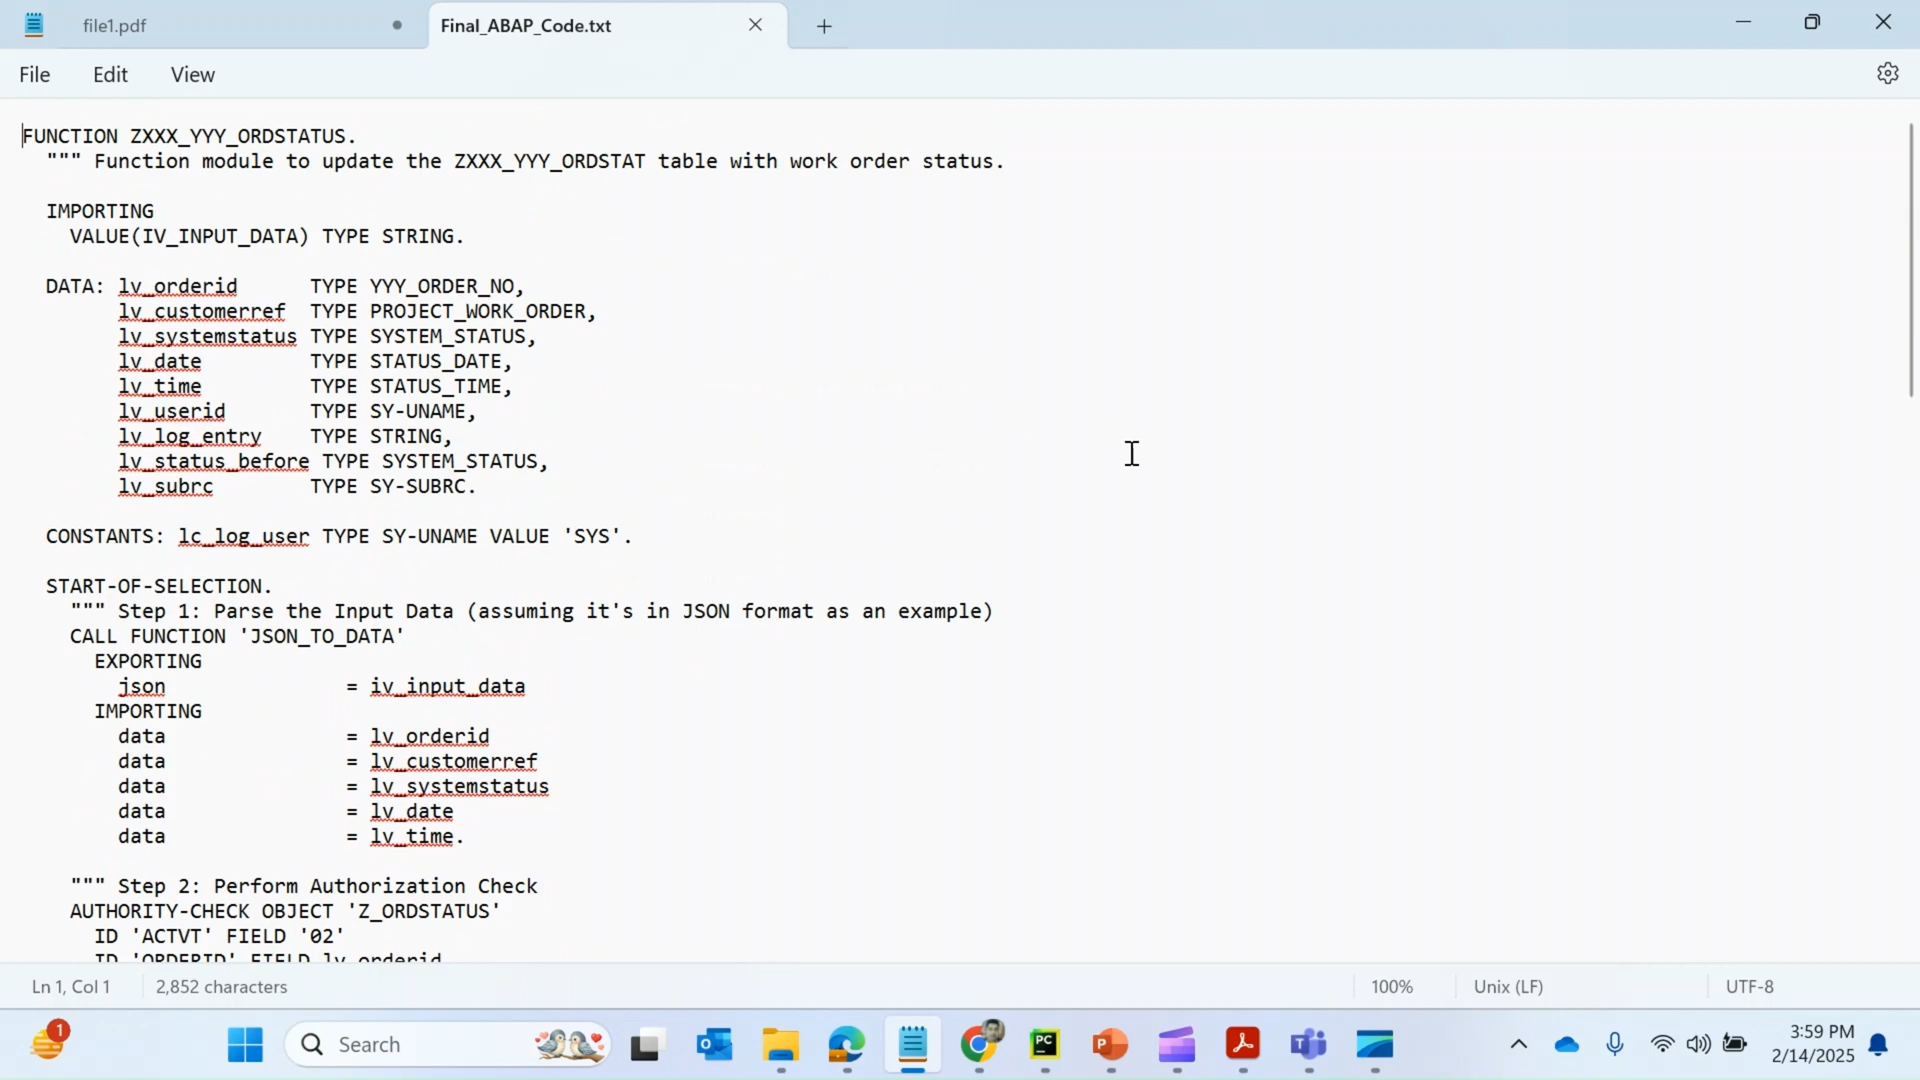 file1.pdf
Final_ABAP_Code.txt
File Edit View
FUNCTION ZXXX_YYY_ORDSTATUS.
""" Function module to update the ZXXX_YYY_ORDSTAT table with work order status.
IMPORTING
VALUE(IV_INPUT_DATA) TYPE STRING.
DATA: lv_orderid TYPE YYY_ORDER_NO,
lv_customerref TYPE PROJECT_WORK_ORDER,
lv_systemstatus TYPE SYSTEM_STATUS,
lv_date TYPE STATUS_DATE,
lv_time TYPE STATUS_TIME,
lv_userid TYPE SY-UNAME,
lv_log_entry TYPE STRING,
lv_status_before TYPE SYSTEM_STATUS,
lv_subrc TYPE SY-SUBRC.
CONSTANTS: lc_log_user TYPE SY-UNAME VALUE 'SYS'.
START-OF-SELECTION.
""" Step 1: Parse the Input Data (assuming it's in JSON format as an example)
CALL FUNCTION 'JSON_TO_DATA'
EXPORTING
json = iv_input_data
IMPORTING
data = lv_orderid
data = lv_customerref
data = lv_systemstatus
data = lv_date
data = lv_time.
""" Step 2: Perform Authorization Check
AUTHORITY-CHECK OBJECT 'Z_ORDSTATUS'
ID 'ACTVT' FIELD '02'
ID 'ORDERID' FIELD lv_orderid
Ln 1, Col 1 2,852 characters 100% Unix (LF) UTF-8
1
Search
3:59 PM
2/14/2025